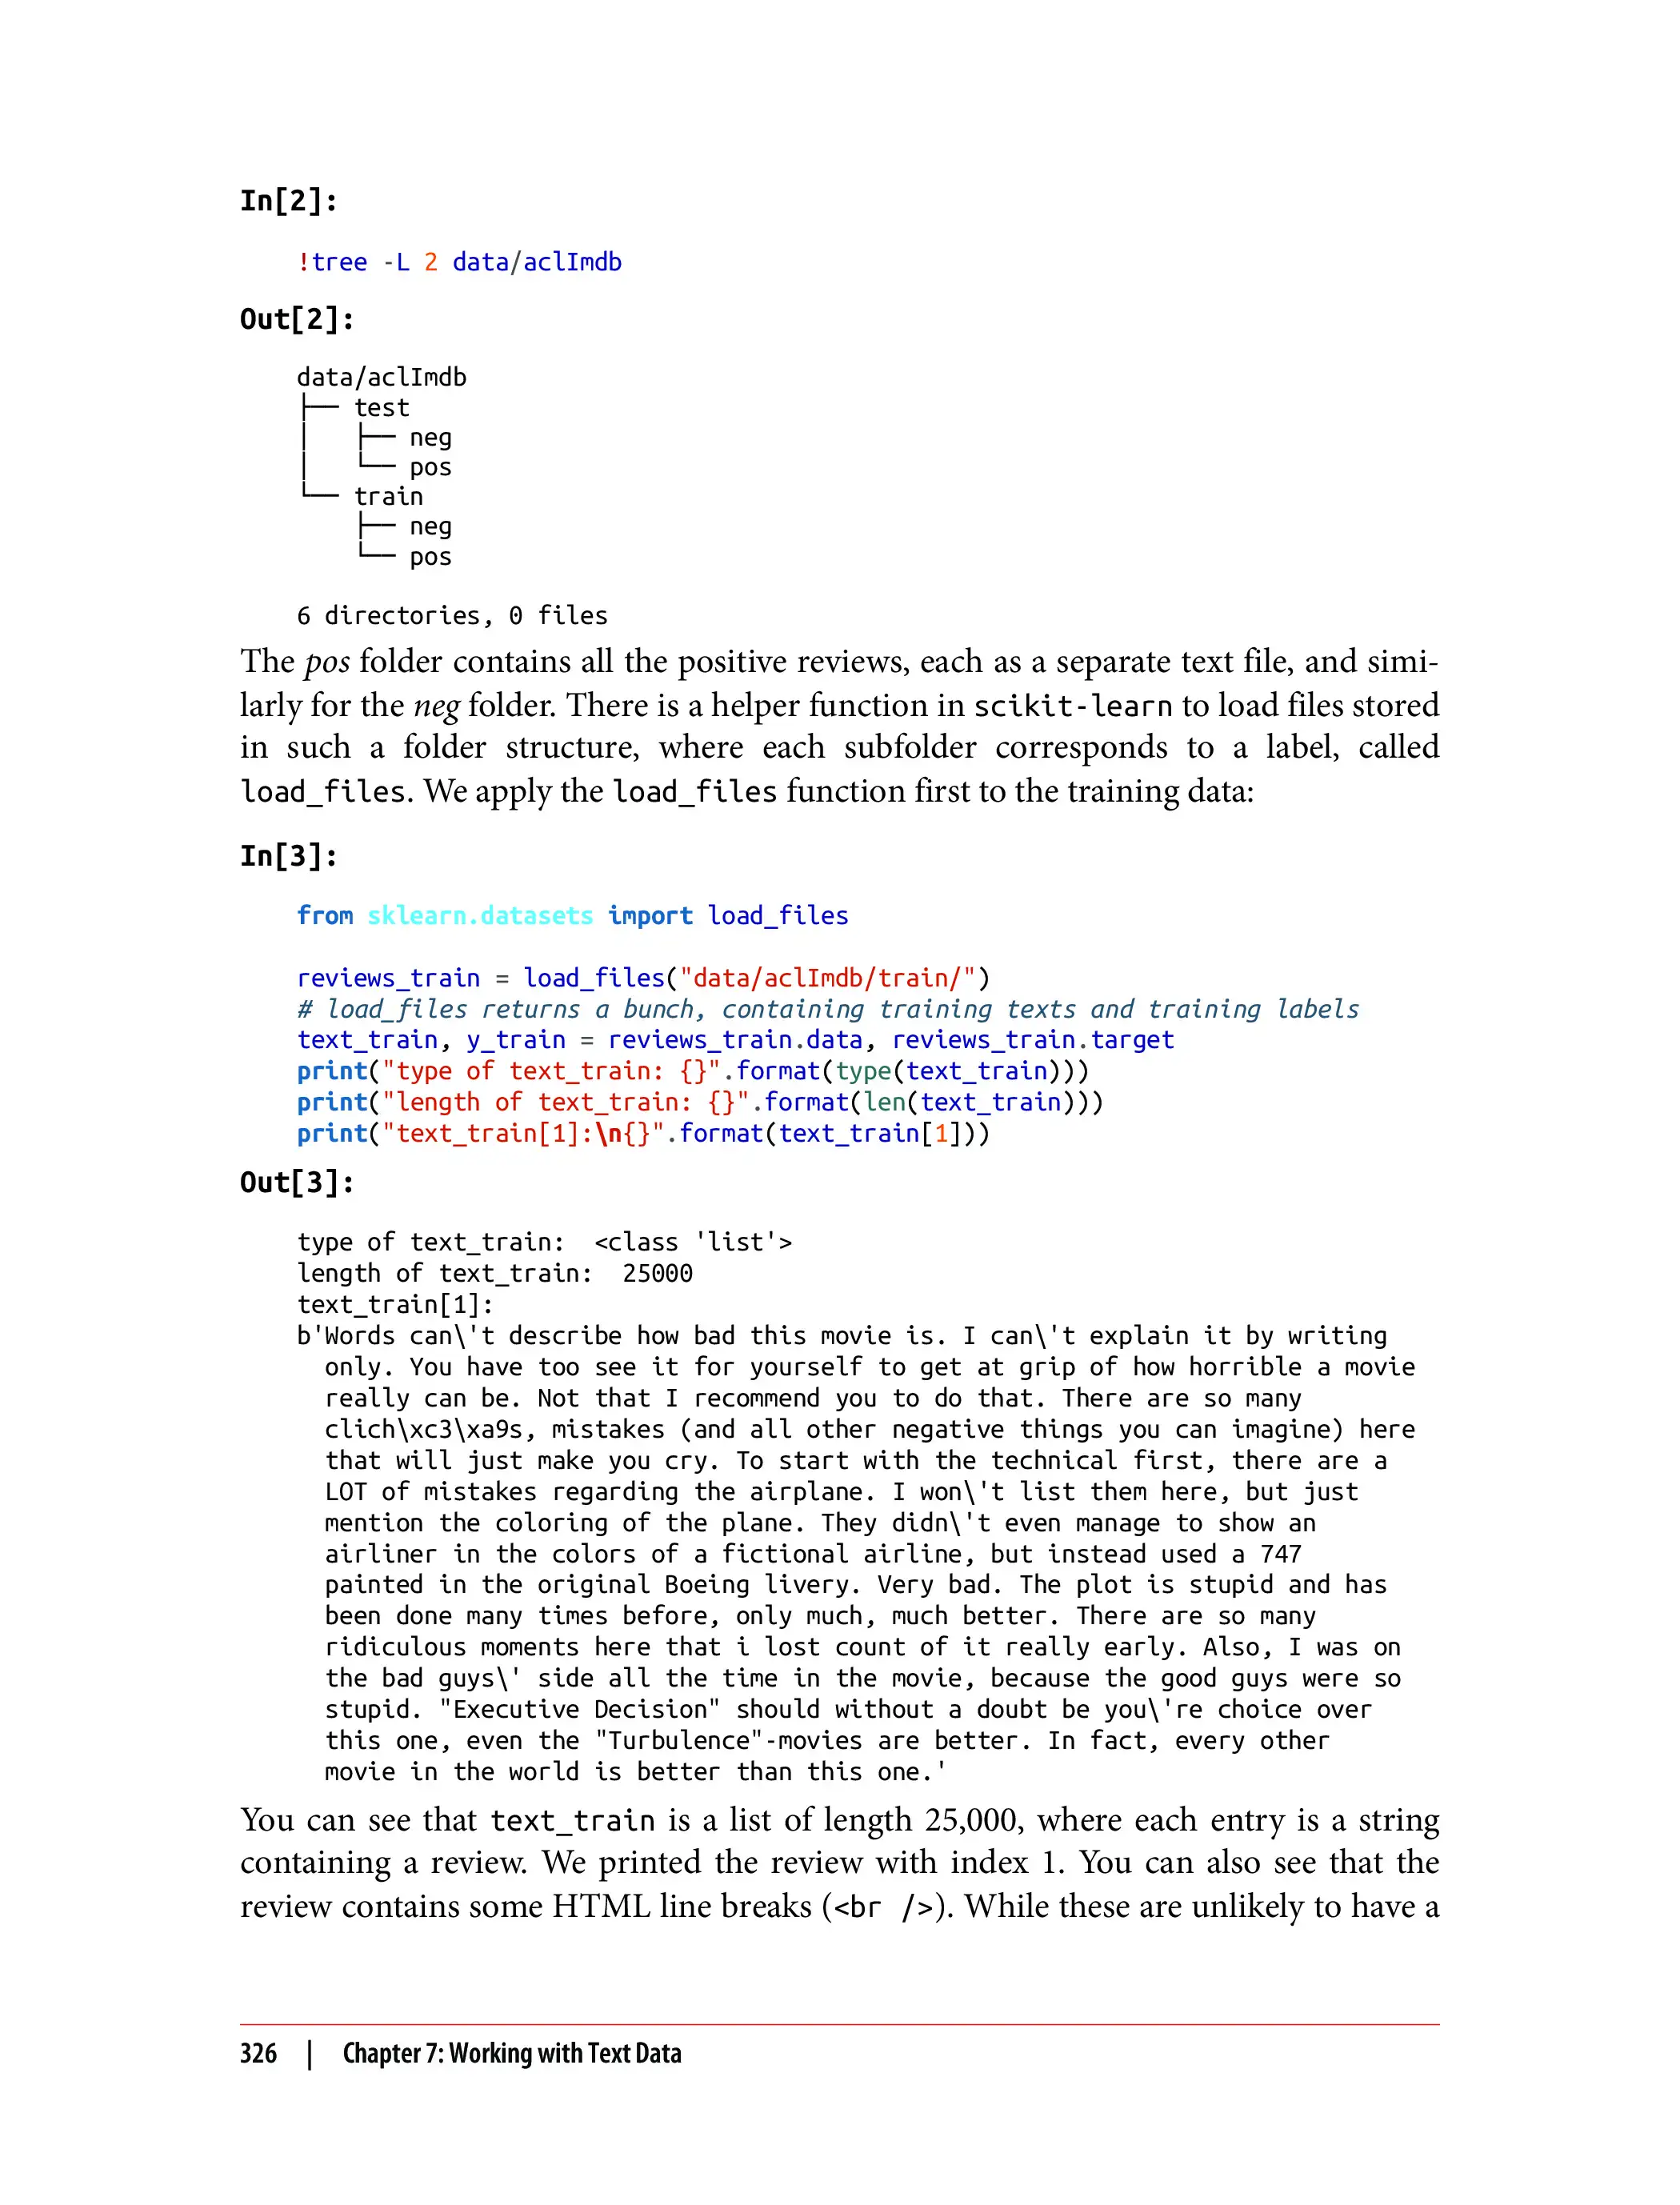 In[2]:
!tree -L 2 data/aclImdb
Out[2]:
data/aclImdb
├── test
│   ├── neg
│   └── pos
└── train
    ├── neg
    └── pos
6 directories, 0 files
The pos folder contains all the positive reviews, each as a separate text file, and simi-
larly for the neg folder. There is a helper function in scikit-learn to load files stored
in such a folder structure, where each subfolder corresponds to a label, called
load_files. We apply the load_files function first to the training data:
In[3]:
from sklearn.datasets import load_files
reviews_train = load_files("data/aclImdb/train/")
# load_files returns a bunch, containing training texts and training labels
text_train, y_train = reviews_train.data, reviews_train.target
print("type of text_train: {}".format(type(text_train)))
print("length of text_train: {}".format(len(text_train)))
print("text_train[1]:\n{}".format(text_train[1]))
Out[3]:
type of text_train:  <class 'list'>
length of text_train:  25000
text_train[1]:
b'Words can\'t describe how bad this movie is. I can\'t explain it by writing
  only. You have too see it for yourself to get at grip of how horrible a movie
  really can be. Not that I recommend you to do that. There are so many
  clich\xc3\xa9s, mistakes (and all other negative things you can imagine) here
  that will just make you cry. To start with the technical first, there are a
  LOT of mistakes regarding the airplane. I won\'t list them here, but just
  mention the coloring of the plane. They didn\'t even manage to show an
  airliner in the colors of a fictional airline, but instead used a 747
  painted in the original Boeing livery. Very bad. The plot is stupid and has
  been done many times before, only much, much better. There are so many
  ridiculous moments here that i lost count of it really early. Also, I was on
  the bad guys\' side all the time in the movie, because the good guys were so
  stupid. "Executive Decision" should without a doubt be you\'re choice over
  this one, even the "Turbulence"-movies are better. In fact, every other
  movie in the world is better than this one.'
You can see that text_train is a list of length 25,000, where each entry is a string
containing a review. We printed the review with index 1. You can also see that the
review contains some HTML line breaks (<br />). While these are unlikely to have a
326 | Chapter 7: Working with Text Data